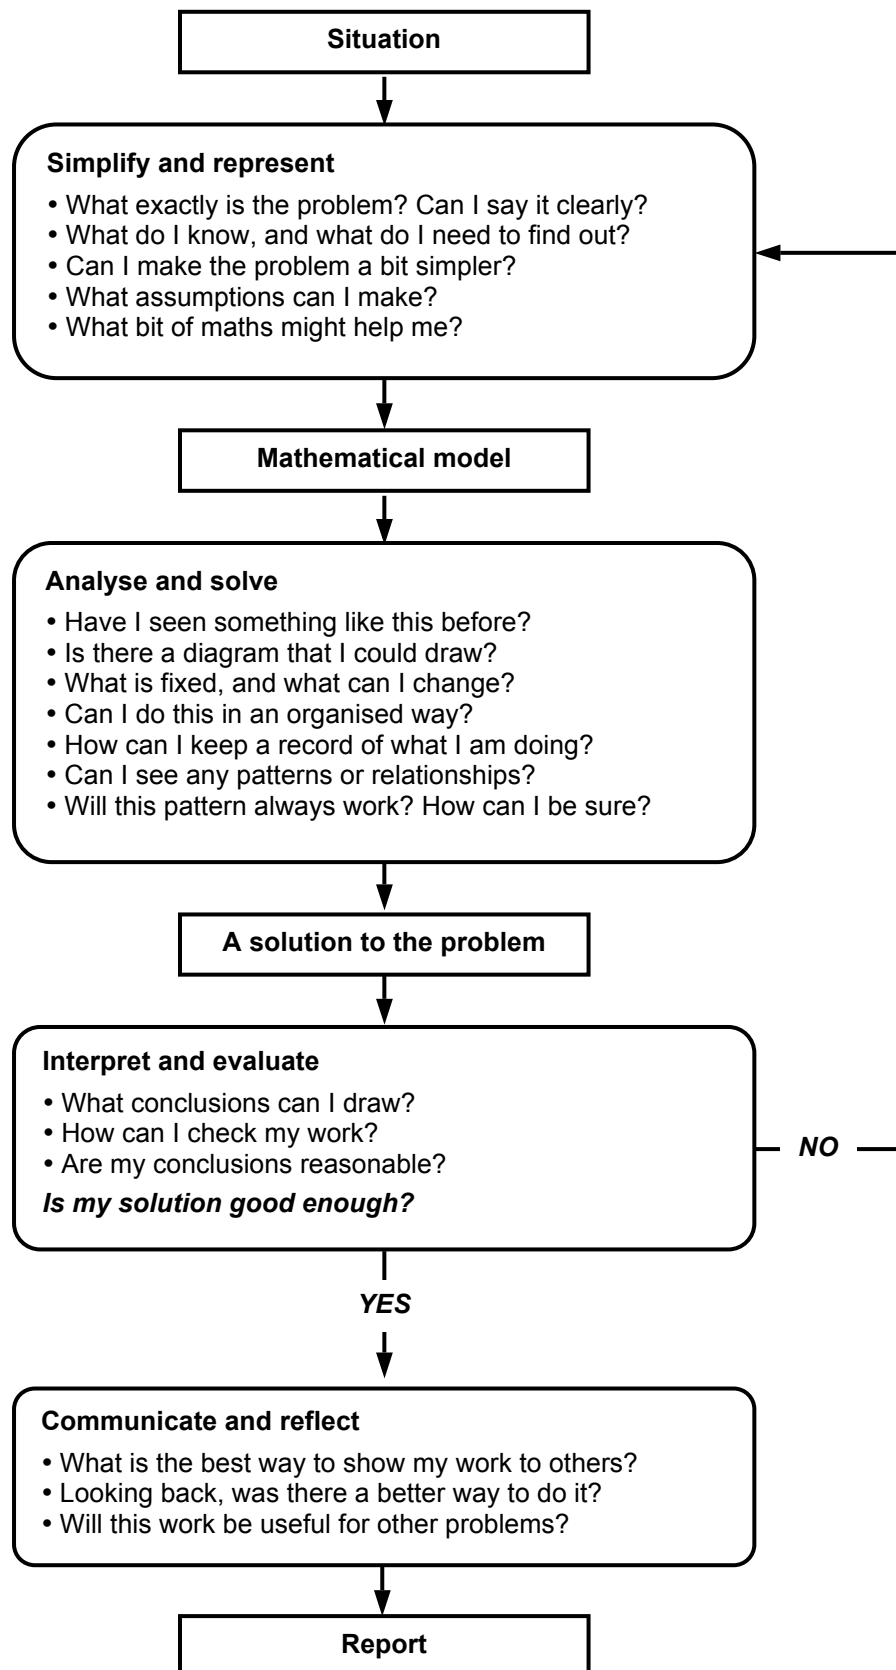 Situation
Simplify and represent
• What exactly is the problem? Can I say it clearly?
• What do I know, and what do I need to find out?
• Can I make the problem a bit simpler?
• What assumptions can I make?
• What bit of maths might help me?
Mathematical model
Analyse and solve
• Have I seen something like this before?
• Is there a diagram that I could draw?
• What is fixed, and what can I change?
• Can I do this in an organised way?
• How can I keep a record of what I am doing?
• Can I see any patterns or relationships?
• Will this pattern always work? How can I be sure?
A solution to the problem
Interpret and evaluate
• What conclusions can I draw?
• How can I check my work?
• Are my conclusions reasonable?
Is my solution good enough?
NO
YES
Communicate and reflect
• What is the best way to show my work to others?
• Looking back, was there a better way to do it?
• Will this work be useful for other problems?
Report